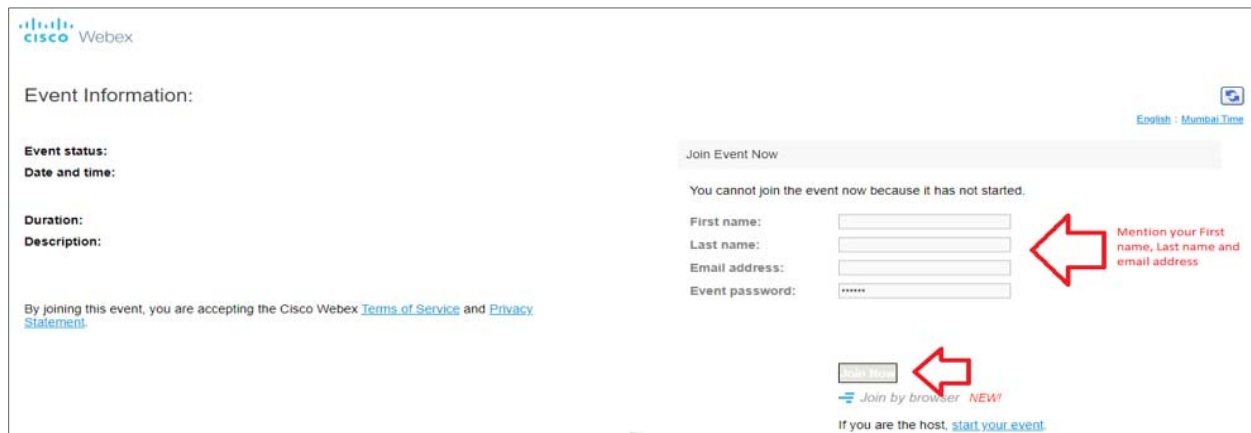 cisco Webex
Event Information:
English : Mumbai Time
Event status:
Date and time:
Duration:
Description:
By joining this event, you are accepting the Cisco Webex Terms of Service and Privacy
Statement.
Join Event Now
You cannot join the event now because it has not started.
First name:
Last name:
Email address:
Event password: ••••••
Mention your First
name, Last name and
email address
Join Now
Join by browser NEW!
If you are the host, start your event.